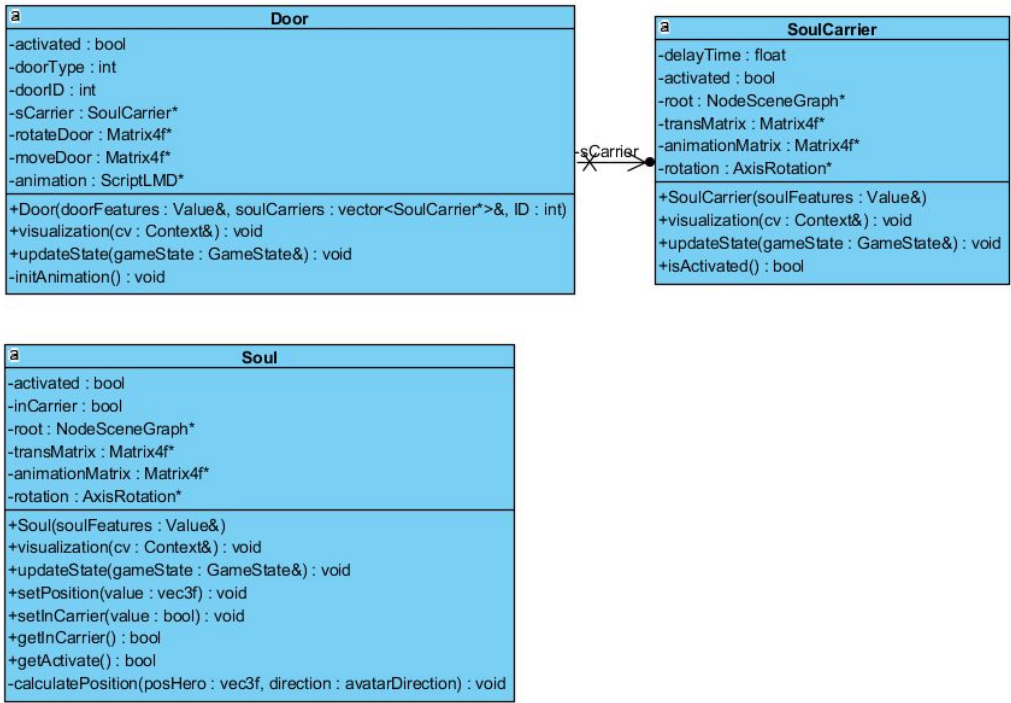 a
Door
-activated : bool
-doorType : int
-doorID : int
-sCarrier : SoulCarrier*
-rotateDoor : Matrix4f*
-moveDoor : Matrix4f*
-animation : ScriptLMD*
+Door(doorFeatures : Value&, soulCarriers : vector<SoulCarrier*>&, ID : int)
+visualization(cv : Context&) : void
+updateState(gameState : GameState&) : void
-initAnimation() : void
-sCarrier
a
SoulCarrier
-delayTime : float
-activated : bool
-root : NodeSceneGraph*
-transMatrix : Matrix4f*
-animationMatrix : Matrix4f*
-rotation : AxisRotation*
+SoulCarrier(soulFeatures : Value&)
+visualization(cv : Context&) : void
+updateState(gameState : GameState&) : void
+isActivated() : bool
a
Soul
-activated : bool
-inCarrier : bool
-root : NodeSceneGraph*
-transMatrix : Matrix4f*
-animationMatrix : Matrix4f*
-rotation : AxisRotation*
+Soul(soulFeatures : Value&)
+visualization(cv : Context&) : void
+updateState(gameState : GameState&) : void
+setPosition(value : vec3f) : void
+setInCarrier(value : bool) : void
+getInCarrier() : bool
+getActivate() : bool
-calculatePosition(posHero : vec3f, direction : avatarDirection) : void